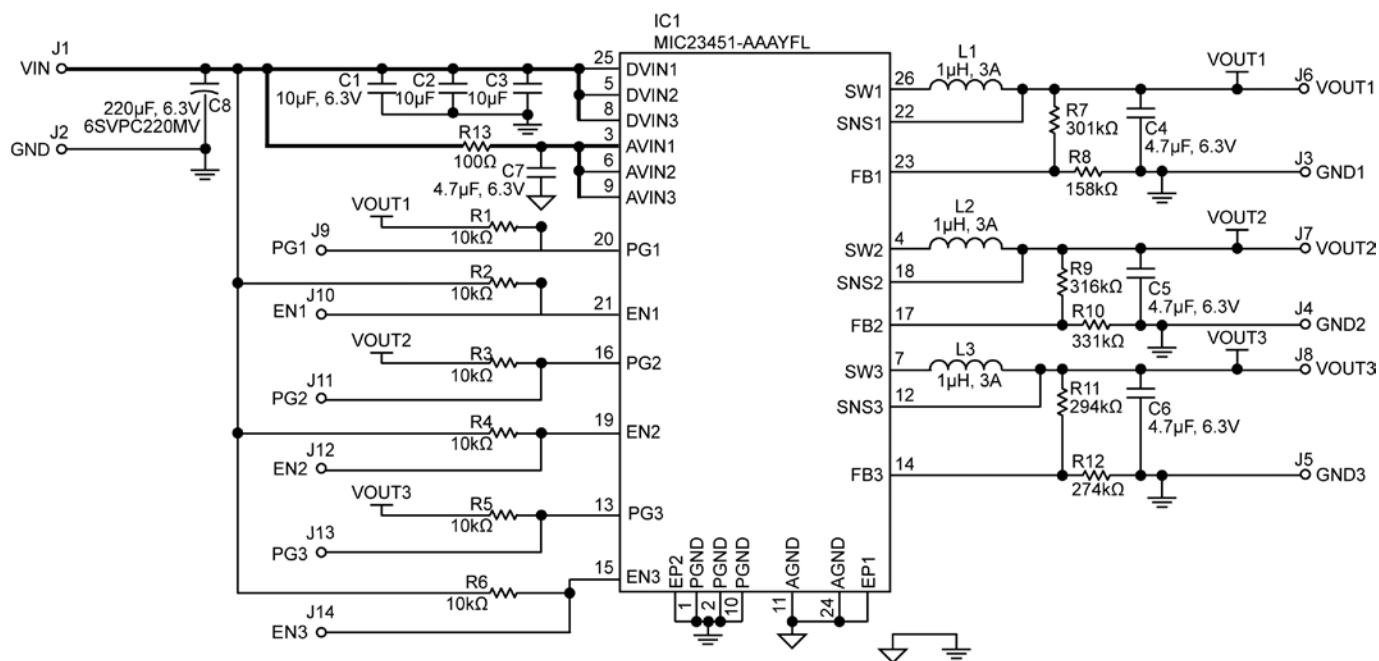 IC1
MIC23451-AAAYFL
J1
VIN
220µF, 6.3V
6SVPC220MV
C8
J2
GND
C1
10µF, 6.3V
C2
10µF
C3
10µF
R13
100Ω
C7
4.7µF, 6.3V
25
DVIN1
5
DVIN2
8
DVIN3
3
AVIN1
6
AVIN2
9
AVIN3
VOUT1
R1
10kΩ
J9
PG1
20
PG1
R2
10kΩ
J10
EN1
21
EN1
VOUT2
R3
10kΩ
16
PG2
J11
PG2
R4
10kΩ
19
EN2
J12
EN2
VOUT3
R5
10kΩ
13
PG3
J13
PG3
R6
10kΩ
15
EN3
J14
EN3
EP2
PGND
PGND
PGND
AGND
AGND
EP1
1
2
10
11
24
SW1
26
L1
1µH, 3A
VOUT1
J6
VOUT1
SNS1
22
R7
301kΩ
C4
4.7µF, 6.3V
FB1
23
R8
158kΩ
J3
GND1
SW2
4
L2
1µH, 3A
VOUT2
J7
VOUT2
SNS2
18
R9
316kΩ
C5
4.7µF, 6.3V
FB2
17
R10
331kΩ
J4
GND2
SW3
7
L3
1µH, 3A
VOUT3
J8
VOUT3
SNS3
12
R11
294kΩ
C6
4.7µF, 6.3V
FB3
14
R12
274kΩ
J5
GND3